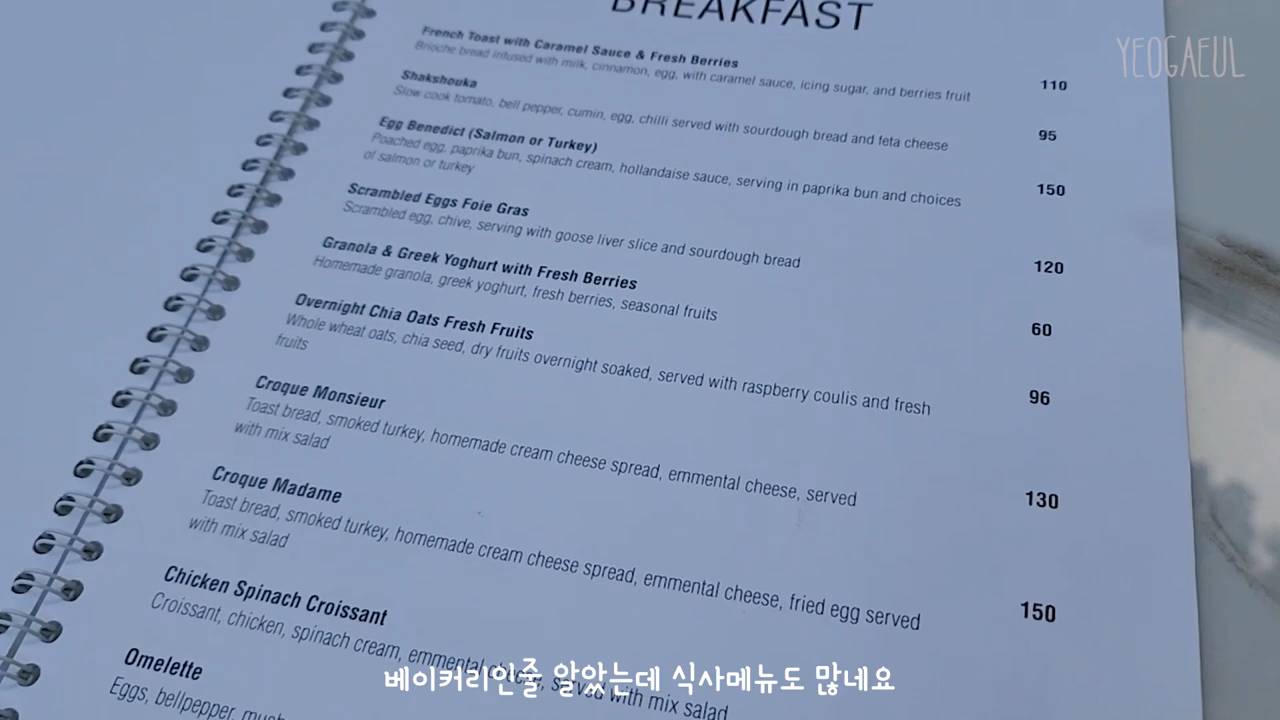 BREAKFAST
YEOGAEUL
French Toast with Caramel Sauce & Fresh Berries
Brioche bread infused with milk, cinnamon, egg, with caramel sauce, icing sugar, and berries fruit
110
Shakshouka
Slow cook tomato, bell pepper, cumin, egg, chilli served with sourdough bread and feta cheese
95
Egg Benedict (Salmon or Turkey)
Poached egg, paprika bun, spinach cream, hollandaise sauce, serving in paprika bun and choices
of salmon or turkey
150
Scrambled Eggs Foie Gras
Scrambled egg, chive, serving with goose liver slice and sourdough bread
120
Granola & Greek Yoghurt with Fresh Berries
Homemade granola, greek yoghurt, fresh berries, seasonal fruits
60
Overnight Chia Oats Fresh Fruits
Whole wheat oats, chia seed, dry fruits overnight soaked, served with raspberry coulis and fresh
fruits
96
Croque Monsieur
Toast bread, smoked turkey, homemade cream cheese spread, emmental cheese, served
with mix salad
130
Croque Madame
Toast bread, smoked turkey, homemade cream cheese spread, emmental cheese, fried egg served
with mix salad
150
Chicken Spinach Croissant
Croissant, chicken, spinach cream, emmental cheese, served with mix salad
Omelette
Eggs, bellpepper,
베이커리인줄 알았는데 식사메뉴도 많네요